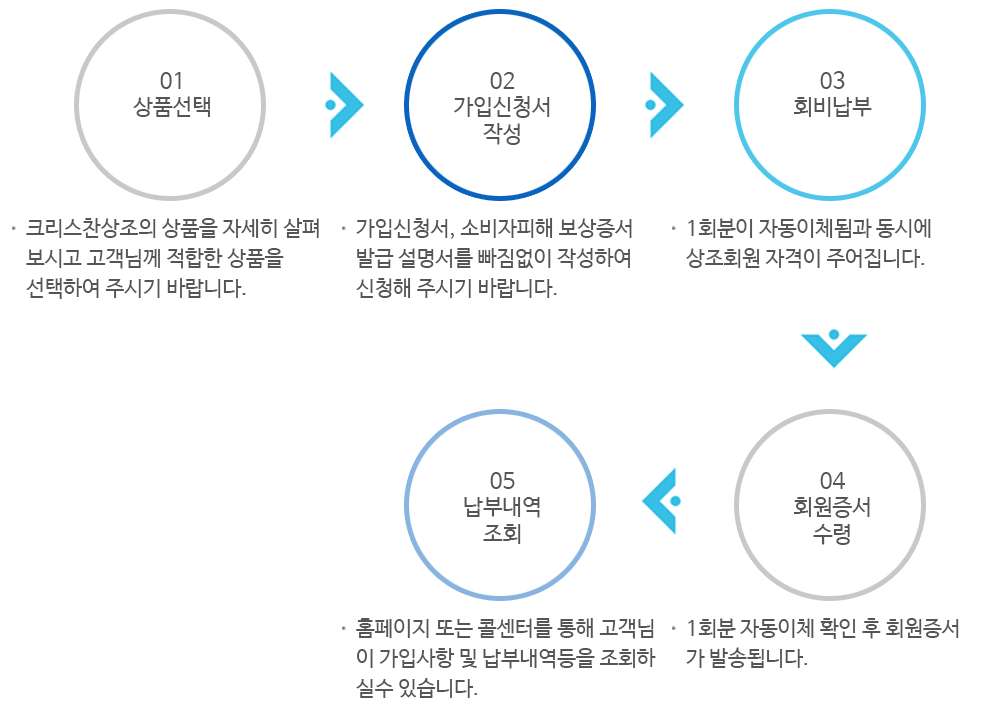 01
상품선택
· 크리스찬상조의 상품을 자세히 살펴
보시고 고객님께 적합한 상품을
선택하여 주시기 바랍니다.
02
가입신청서
작성
· 가입신청서, 소비자피해 보상증서
발급 설명서를 빠짐없이 작성하여
신청해 주시기 바랍니다.
03
회비납부
· 1회분이 자동이체됨과 동시에
상조회원 자격이 주어집니다.
04
회원증서
수령
· 1회분 자동이체 확인 후 회원증서
가 발송됩니다.
05
납부내역
조회
· 홈페이지 또는 콜센터를 통해 고객님
이 가입사항 및 납부내역등을 조회하
실수 있습니다.